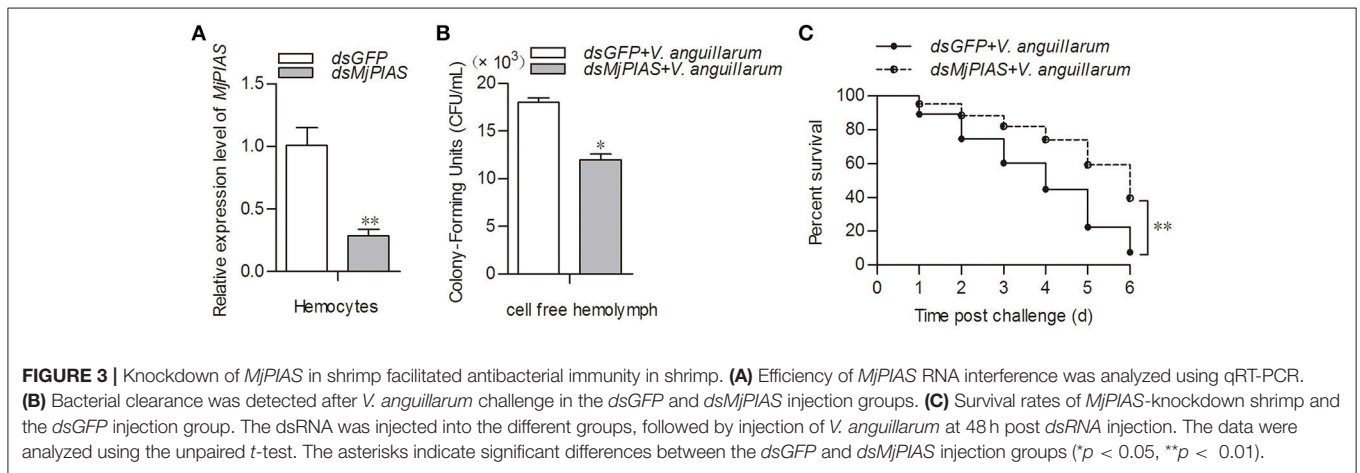 A
dsGFP
dsMjPIAS
Relative expression level of MjPIAS
1.5
1.0
0.5
0.0
**
Hemocytes
B
(× 10³)
dsGFP+V. anguillarum
dsMjPIAS+V. anguillarum
Colony-Forming Units (CFU/mL)
20
15
10
5
0
*
cell free hemolymph
C
dsGFP+V. anguillarum
dsMjPIAS+V. anguillarum
Percent survival
100
80
60
40
20
0
**
0 1 2 3 4 5 6
Time post challenge (d)
FIGURE 3 | Knockdown of MjPIAS in shrimp facilitated antibacterial immunity in shrimp. (A) Efficiency of MjPIAS RNA interference was analyzed using qRT-PCR.
(B) Bacterial clearance was detected after V. anguillarum challenge in the dsGFP and dsMjPIAS injection groups. (C) Survival rates of MjPIAS-knockdown shrimp and
the dsGFP injection group. The dsRNA was injected into the different groups, followed by injection of V. anguillarum at 48 h post dsRNA injection. The data were
analyzed using the unpaired t-test. The asterisks indicate significant differences between the dsGFP and dsMjPIAS injection groups (*p < 0.05, **p < 0.01).